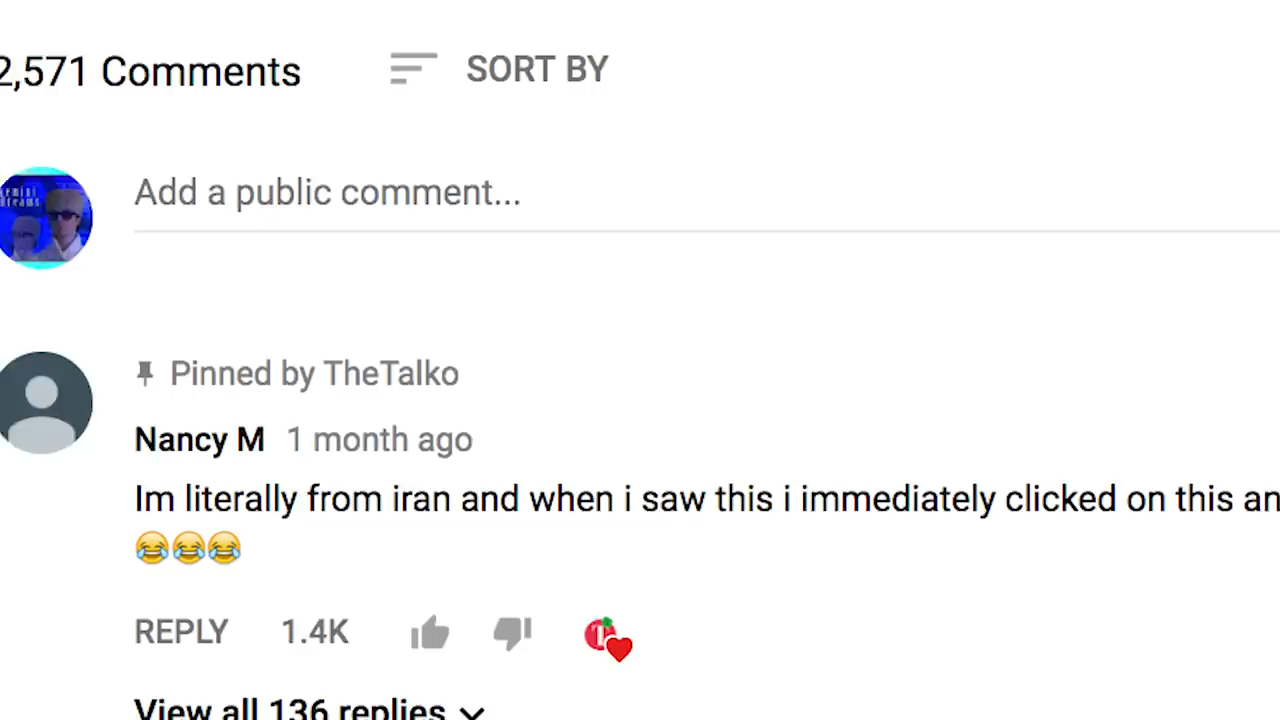 2,571 Comments SORT BY
Add a public comment...
Pinned by TheTalko
Nancy M 1 month ago
Im literally from iran and when i saw this i immediately clicked on this an
😂😂😂
REPLY 1.4K
View all 136 replies